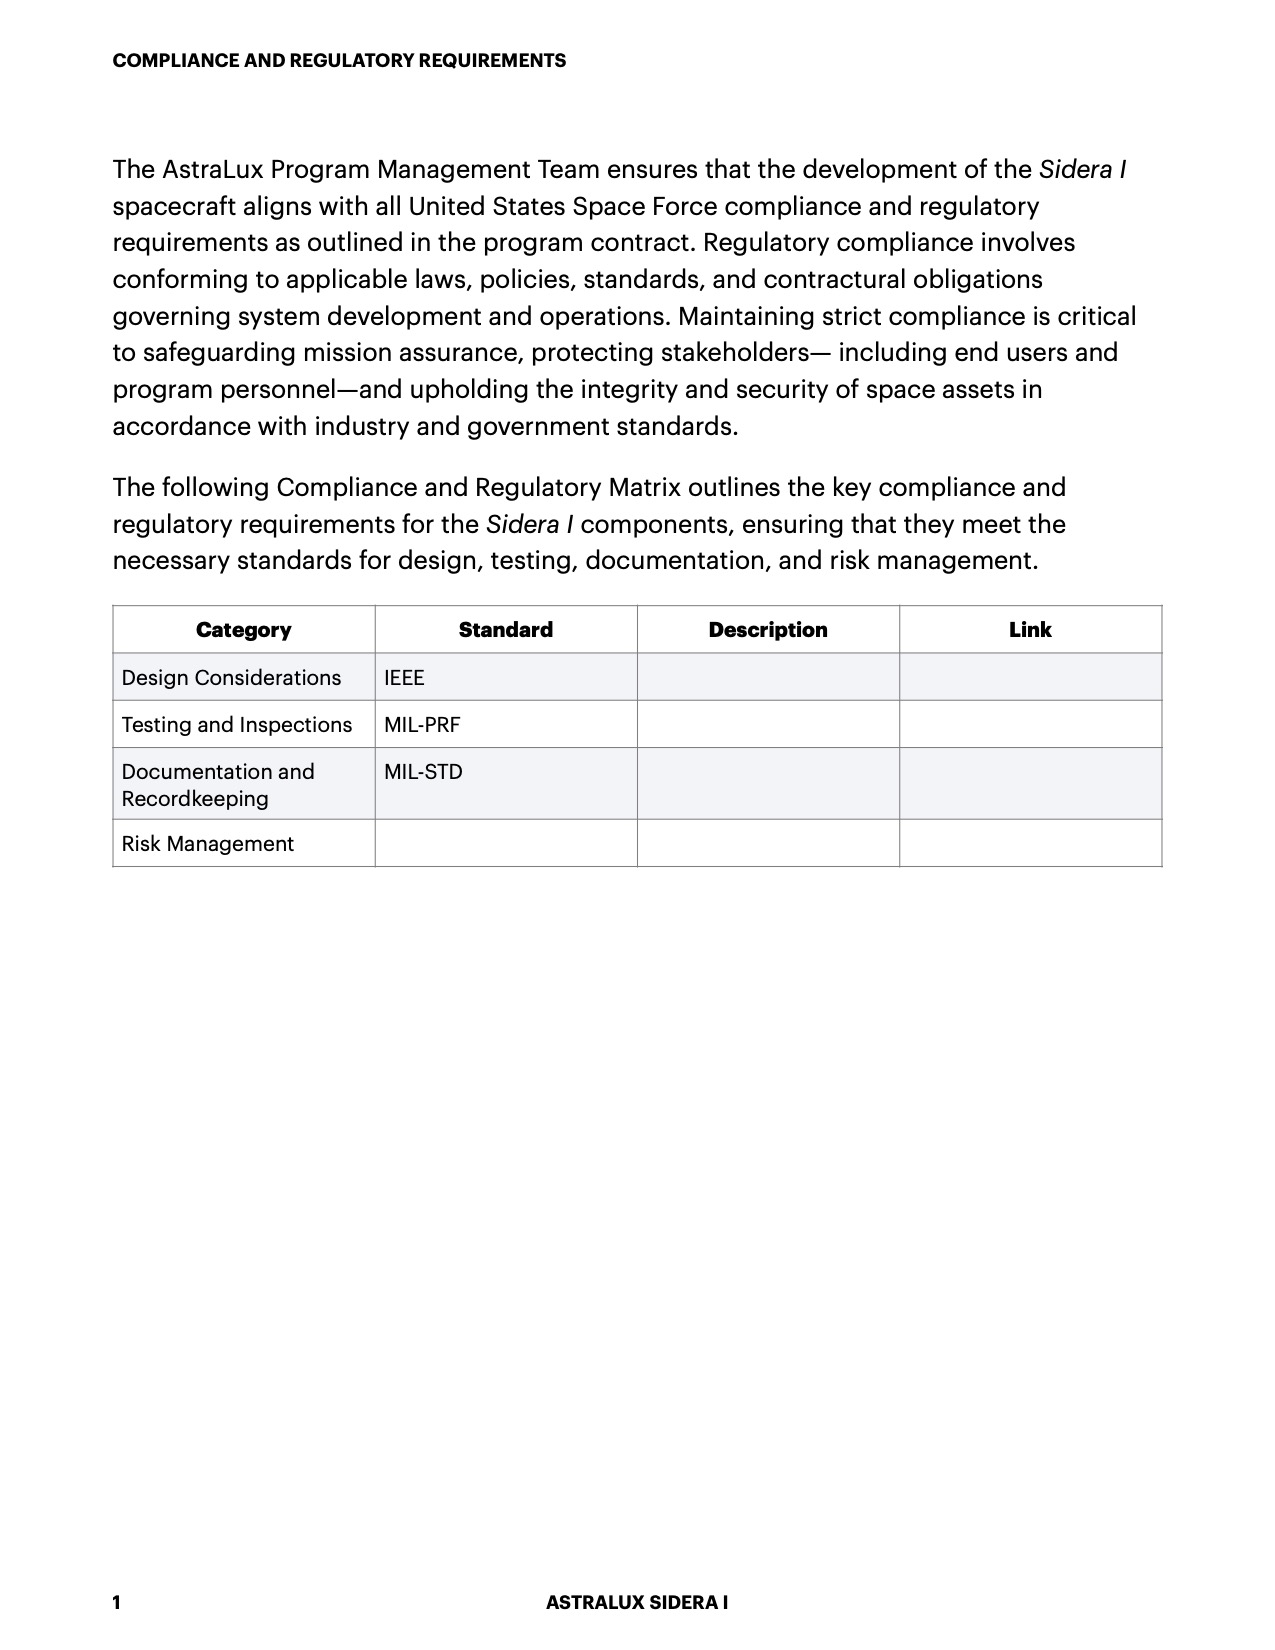 COMPLIANCE AND REGULATORY REQUIREMENTS
The AstraLux Program Management Team ensures that the development of the Sidera I
spacecraft aligns with all United States Space Force compliance and regulatory
requirements as outlined in the program contract. Regulatory compliance involves
conforming to applicable laws, policies, standards, and contractural obligations
governing system development and operations. Maintaining strict compliance is critical
to safeguarding mission assurance, protecting stakeholders— including end users and
program personnel—and upholding the integrity and security of space assets in
accordance with industry and government standards.
The following Compliance and Regulatory Matrix outlines the key compliance and
regulatory requirements for the Sidera I components, ensuring that they meet the
necessary standards for design, testing, documentation, and risk management.
Category Standard Description Link
Design Considerations IEEE
Testing and Inspections MIL-PRF
Documentation and MIL-STD
Recordkeeping
Risk Management
1 ASTRALUX SIDERA I